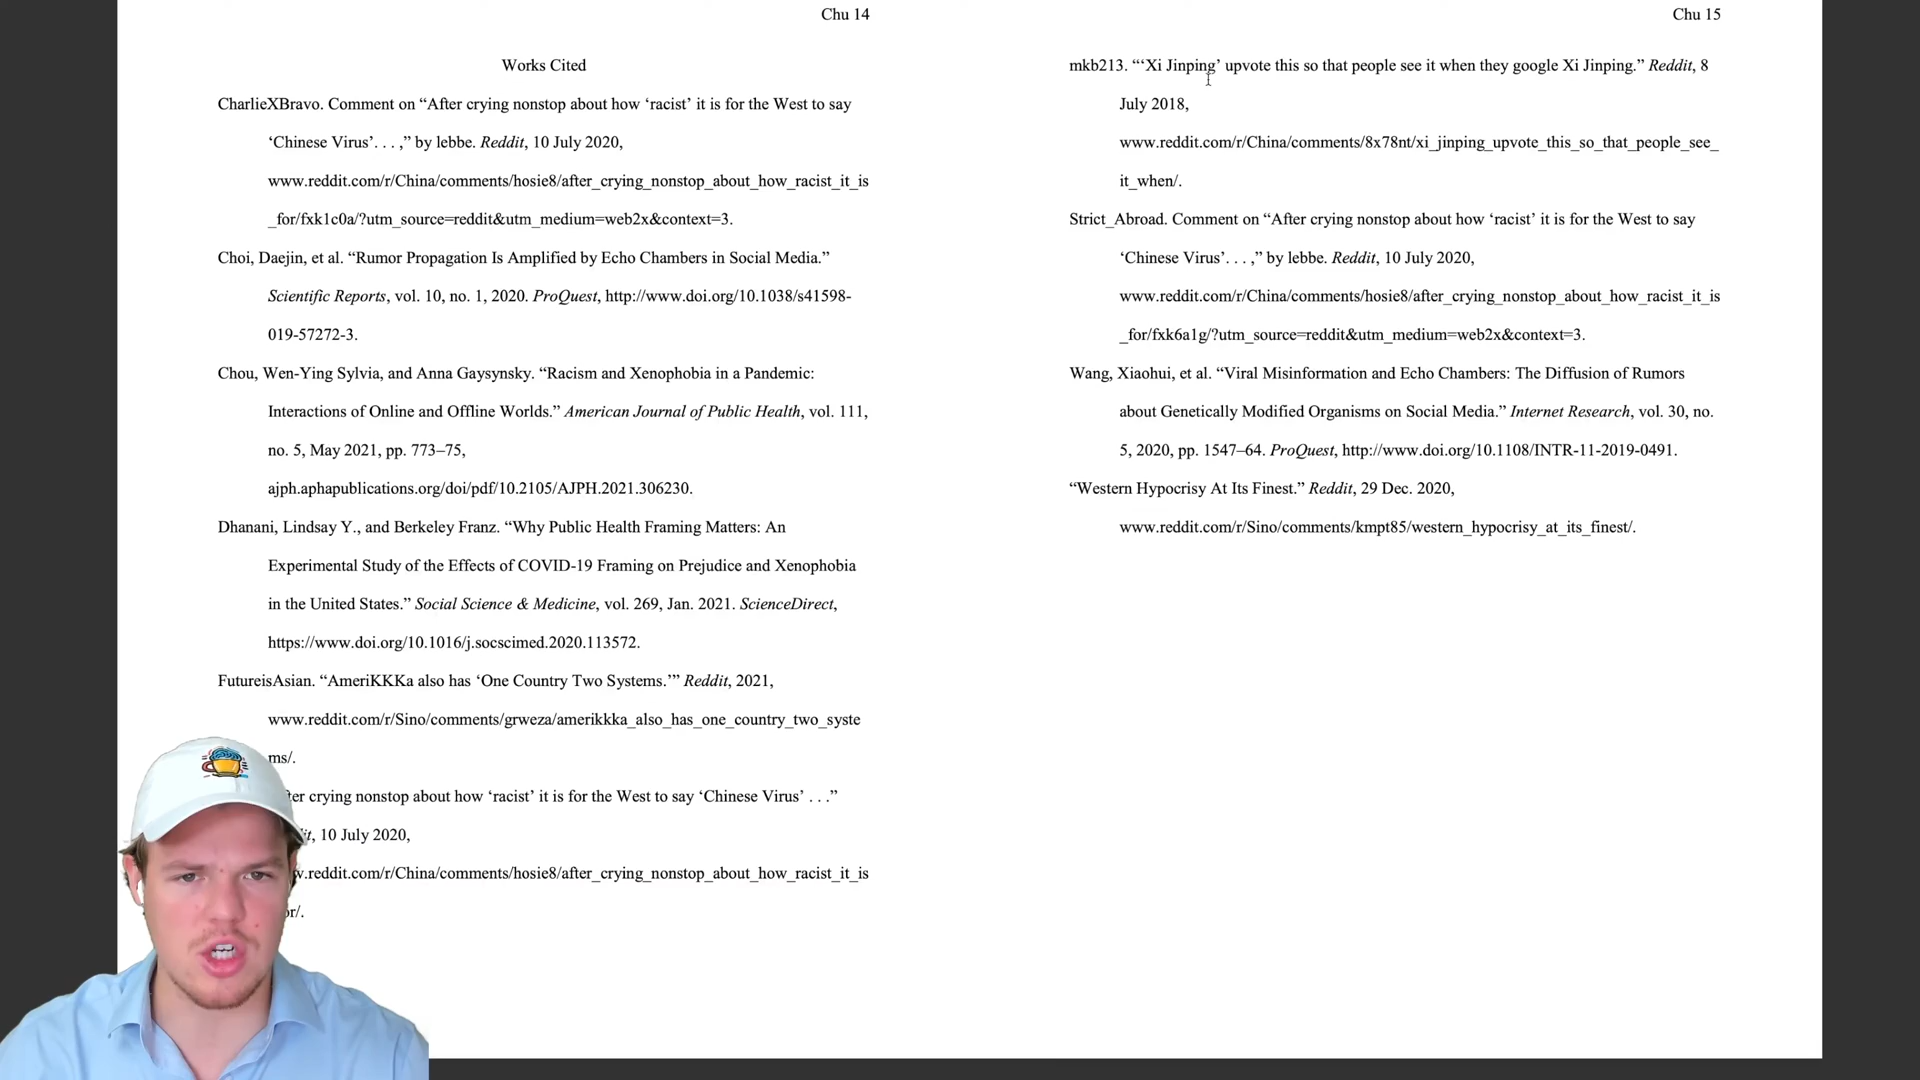 Chu 14
Works Cited
CharlieXBravo. Comment on “After crying nonstop about how ‘racist’ it is for the West to say
‘Chinese Virus’. . . ,” by lebbe. Reddit, 10 July 2020,
www.reddit.com/r/China/comments/hosie8/after_crying_nonstop_about_how_racist_it_is
_for/fxk1c0a/?utm_source=reddit&utm_medium=web2x&context=3.
Choi, Daejin, et al. “Rumor Propagation Is Amplified by Echo Chambers in Social Media.”
Scientific Reports, vol. 10, no. 1, 2020. ProQuest, http://www.doi.org/10.1038/s41598-
019-57272-3.
Chou, Wen-Ying Sylvia, and Anna Gaysynsky. “Racism and Xenophobia in a Pandemic:
Interactions of Online and Offline Worlds.” American Journal of Public Health, vol. 111,
no. 5, May 2021, pp. 773–75,
ajph.aphapublications.org/doi/pdf/10.2105/AJPH.2021.306230.
Dhanani, Lindsay Y., and Berkeley Franz. “Why Public Health Framing Matters: An
Experimental Study of the Effects of COVID-19 Framing on Prejudice and Xenophobia
in the United States.” Social Science & Medicine, vol. 269, Jan. 2021. ScienceDirect,
https://www.doi.org/10.1016/j.socscimed.2020.113572.
FutureisAsian. “AmeriKKKa also has ‘One Country Two Systems.’” Reddit, 2021,
www.reddit.com/r/Sino/comments/grweza/amerikkka_also_has_one_country_two_syste
ms/.
crying nonstop about how ‘racist’ it is for the West to say ‘Chinese Virus’ . . .”
10 July 2020,
.reddit.com/r/China/comments/hosie8/after_crying_nonstop_about_how_racist_it_is
or/.
Chu 15
mkb213. “‘Xi Jinping’ upvote this so that people see it when they google Xi Jinping.” Reddit, 8
July 2018,
www.reddit.com/r/China/comments/8x78nt/xi_jinping_upvote_this_so_that_people_see_
it_when/.
Strict_Abroad. Comment on “After crying nonstop about how ‘racist’ it is for the West to say
‘Chinese Virus’. . . ,” by lebbe. Reddit, 10 July 2020,
www.reddit.com/r/China/comments/hosie8/after_crying_nonstop_about_how_racist_it_is
_for/fxk6a1g/?utm_source=reddit&utm_medium=web2x&context=3.
Wang, Xiaohui, et al. “Viral Misinformation and Echo Chambers: The Diffusion of Rumors
about Genetically Modified Organisms on Social Media.” Internet Research, vol. 30, no.
5, 2020, pp. 1547–64. ProQuest, http://www.doi.org/10.1108/INTR-11-2019-0491.
“Western Hypocrisy At Its Finest.” Reddit, 29 Dec. 2020,
www.reddit.com/r/Sino/comments/kmpt85/western_hypocrisy_at_its_finest/.